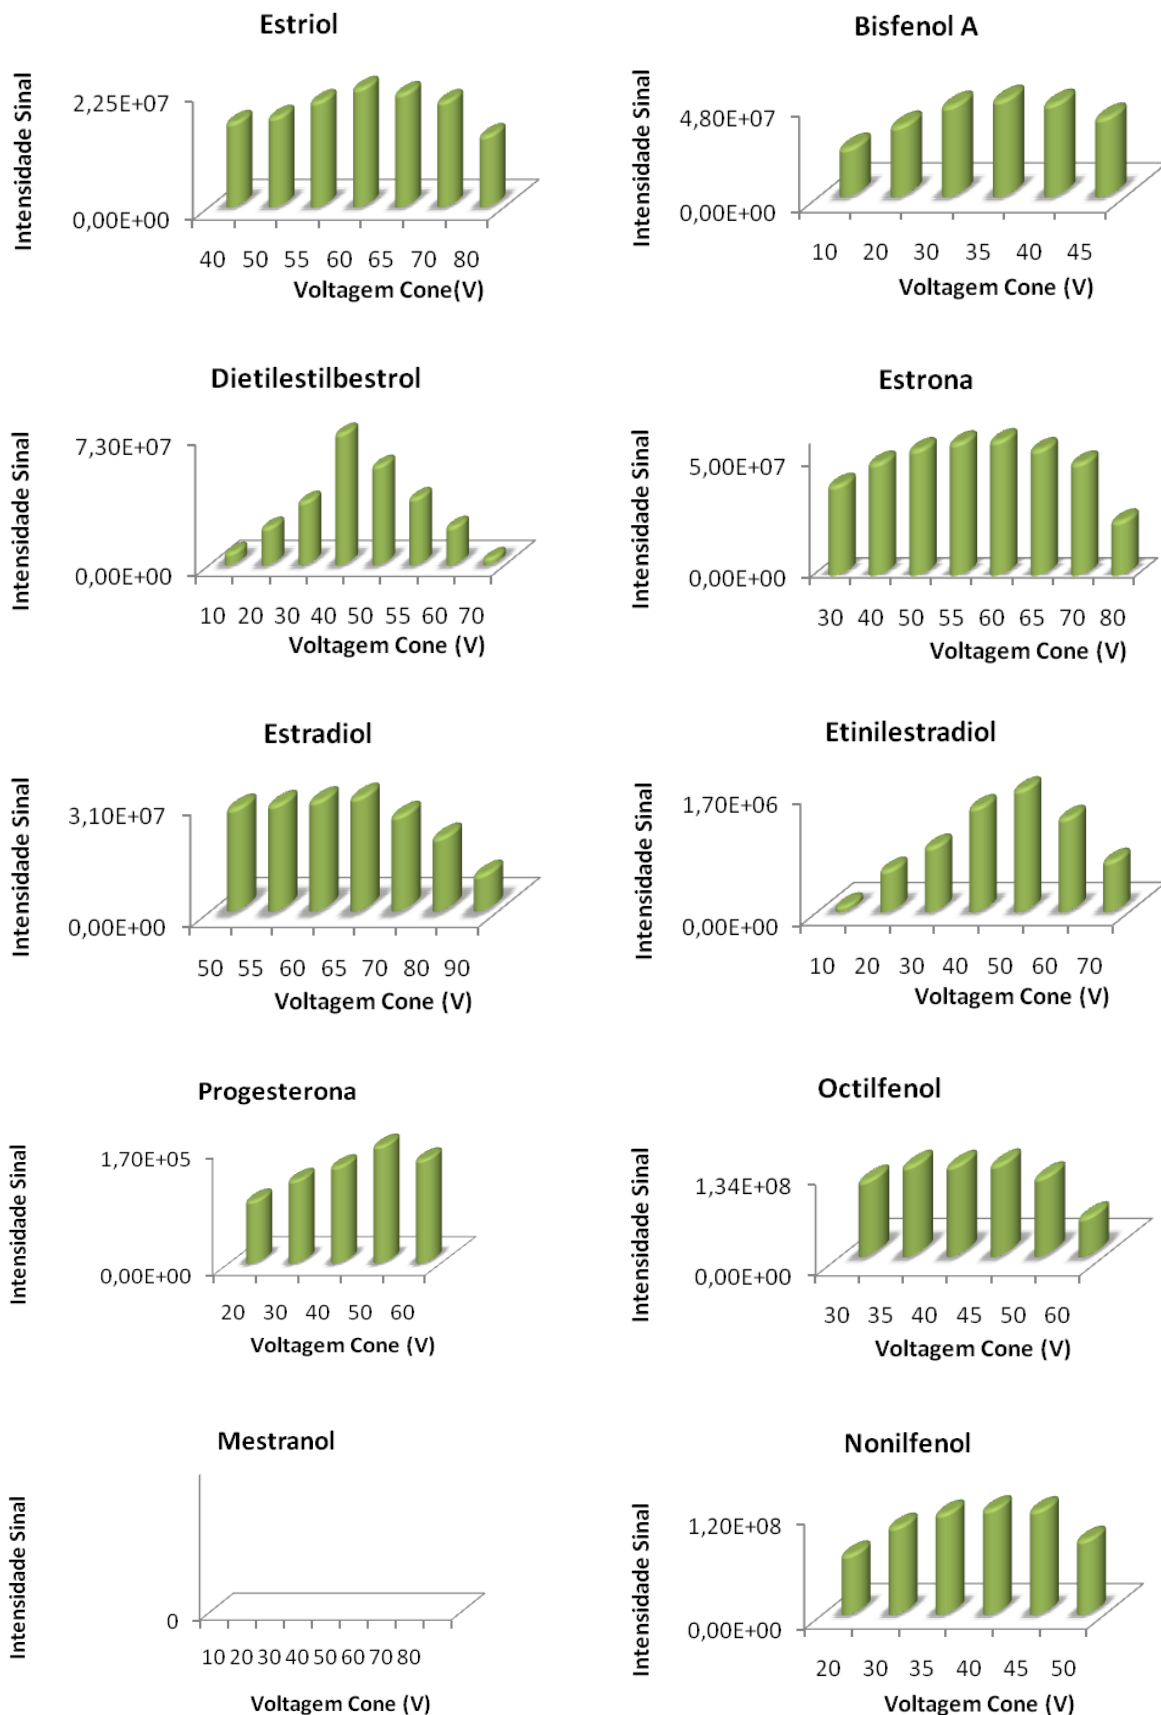 Estriol
Intensidade Sinal
2,25E+07
0,00E+00
40 50 55 60 65 70 80
Voltagem Cone(V)
Bisfenol A
Intensidade Sinal
4,80E+07
0,00E+00
10 20 30 35 40 45
Voltagem Cone (V)
Dietilestilbestrol
Intensidade Sinal
7,30E+07
0,00E+00
10 20 30 40 50 55 60 70
Voltagem Cone (V)
Estrona
Intensidade Sinal
5,00E+07
0,00E+00
30 40 50 55 60 65 70 80
Voltagem Cone (V)
Estradiol
Intensidade Sinal
3,10E+07
0,00E+00
50 55 60 65 70 80 90
Voltagem Cone (V)
Etinilestradiol
Intensidade Sinal
1,70E+06
0,00E+00
10 20 30 40 50 60 70
Voltagem Cone (V)
Progesterona
Intensidade Sinal
1,70E+05
0,00E+00
20 30 40 50 60
Voltagem Cone (V)
Octilfenol
Intensidade Sinal
1,34E+08
0,00E+00
30 35 40 45 50 60
Voltagem Cone (V)
Mestranol
Intensidade Sinal
0
10 20 30 40 50 60 70 80
Voltagem Cone (V)
Nonilfenol
Intensidade Sinal
1,20E+08
0,00E+00
20 30 35 40 45 50
Voltagem Cone (V)